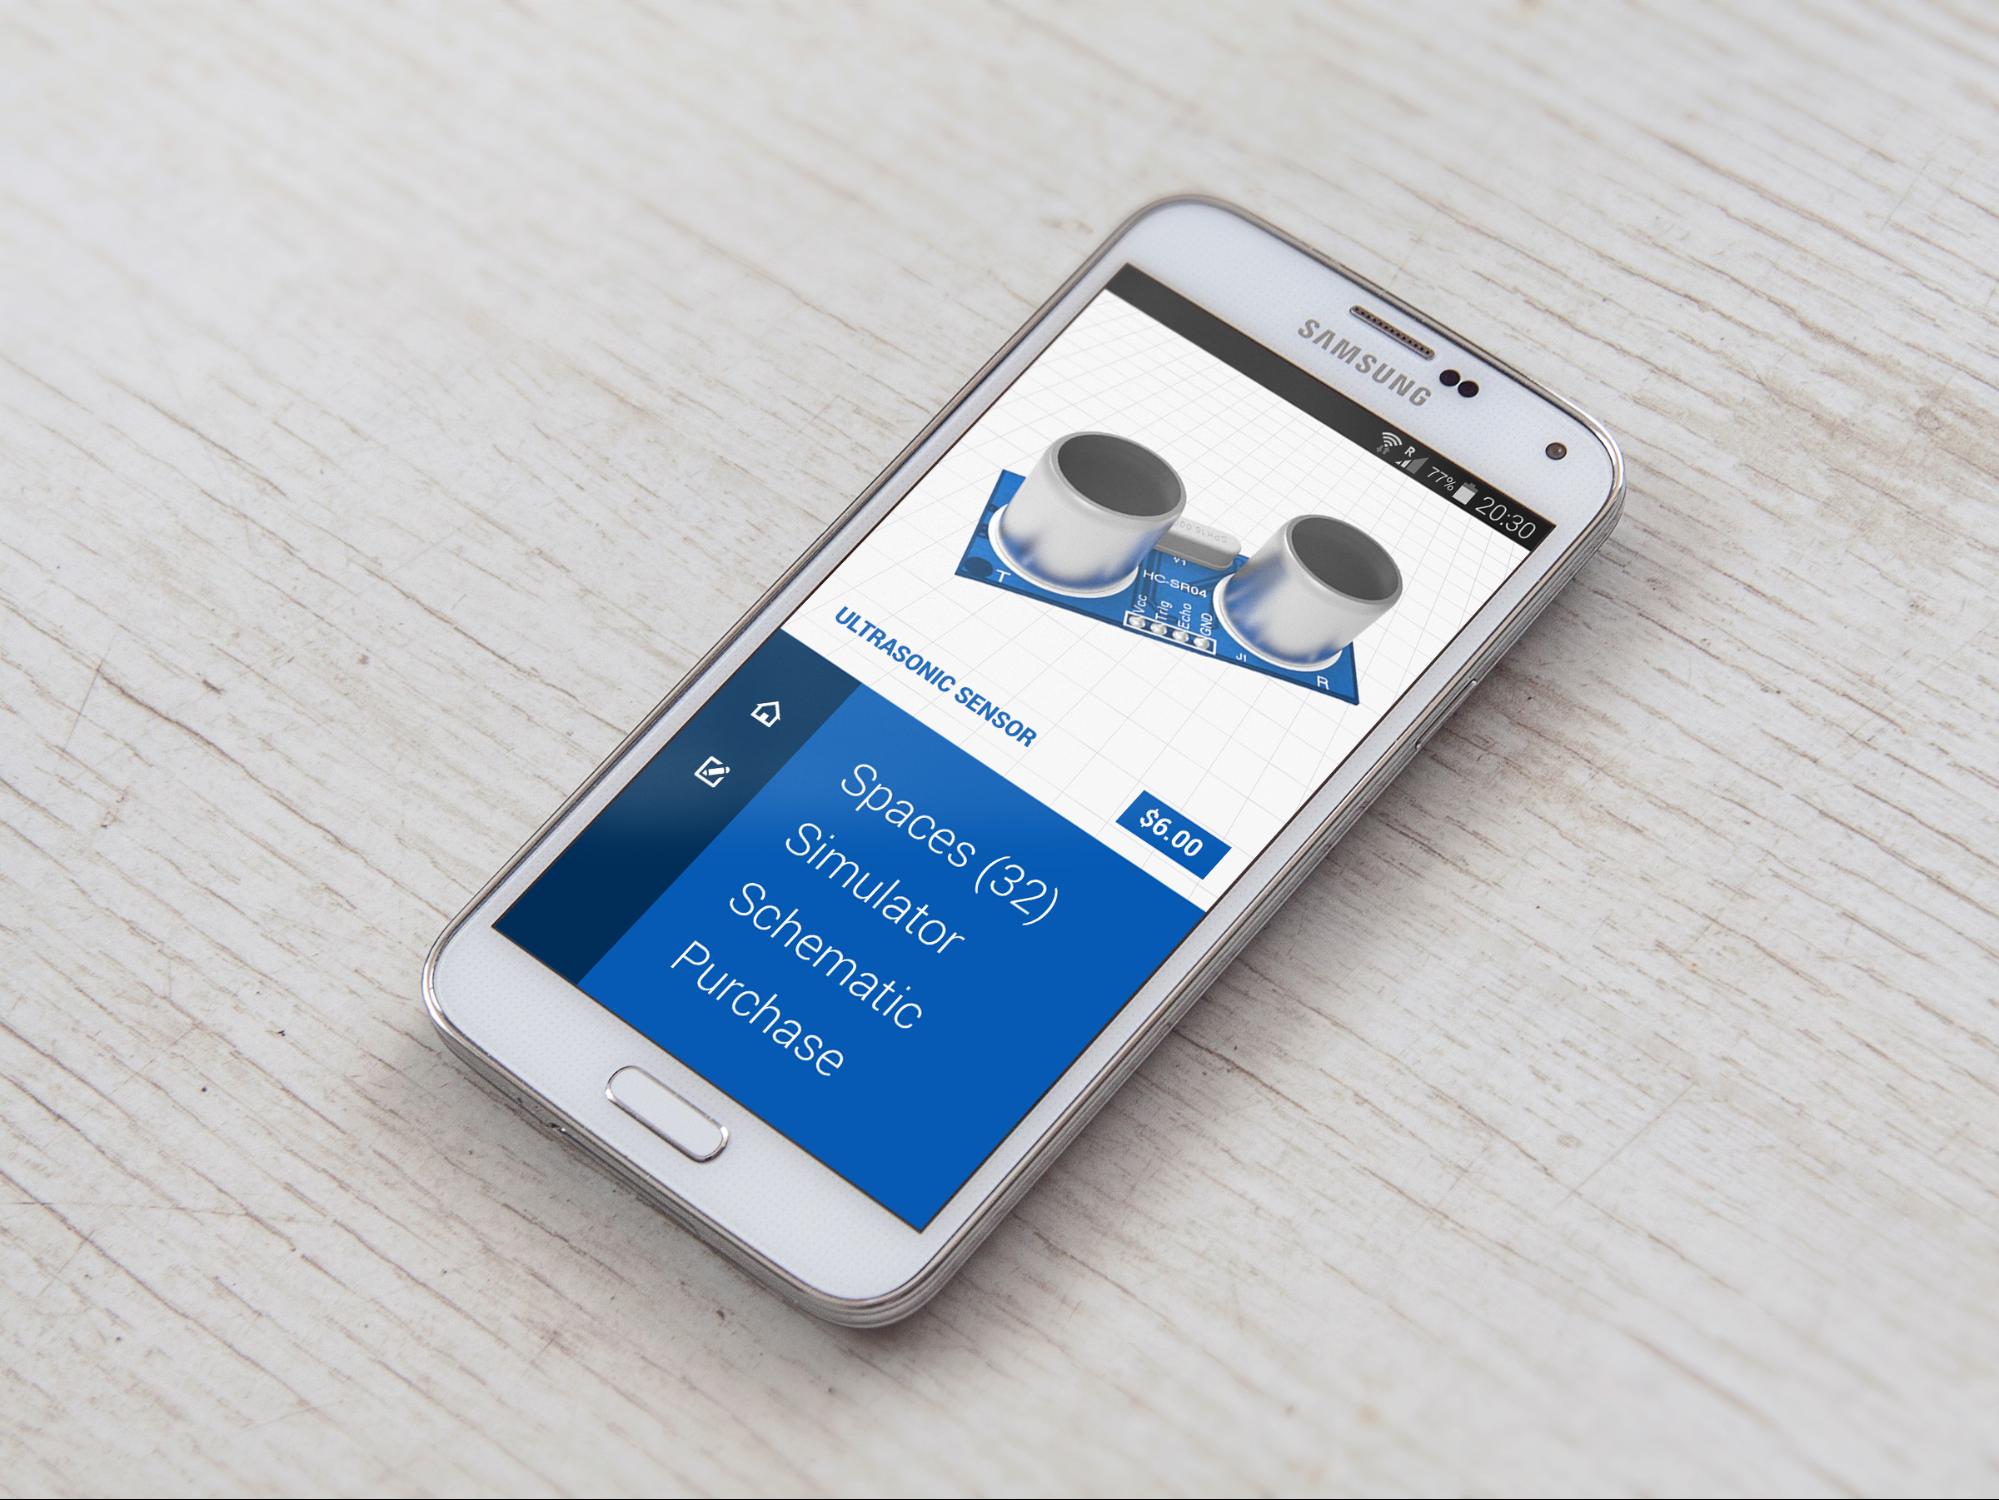 SAMSUNG
R 77% 20:30
Y1
HC-SR04
Vcc
Trig
Echo
GND
T
J1
R
ULTRASONIC SENSOR
$6.00
Spaces (32)
Simulator
Schematic
Purchase